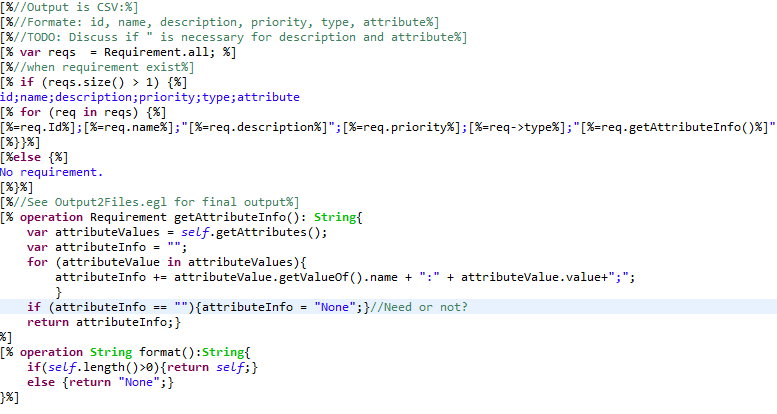 [%//Output is CSV:%]
[%//Formate: id, name, description, priority, type, attribute%]
[%//TODO: Discuss if " is necessary for description and attribute%]
[% var reqs  = Requirement.all; %]
[%//when requirement exist%]
[% if (reqs.size() > 1) {%]
id;name;description;priority;type;attribute
[% for (req in reqs) {%]
[%=req.Id%];[%=req.name%];"[%=req.description%]";[%=req.priority%];[%=req->type%];"[%=req.getAttributeInfo()%]"
[%}}%]
[%else {%]
No requirement.
[%}%]
[%//See Output2Files.egl for final output%]
[% operation Requirement getAttributeInfo(): String{
    var attributeValues = self.getAttributes();
    var attributeInfo = "";
    for (attributeValue in attributeValues){
        attributeInfo += attributeValue.getValueOf().name + ":" + attributeValue.value+";";
        }
    if (attributeInfo == ""){attributeInfo = "None";}//Need or not?
    return attributeInfo;}
%]
[% operation String format():String{
    if(self.length()>0){return self;}
    else {return "None";}
}%]